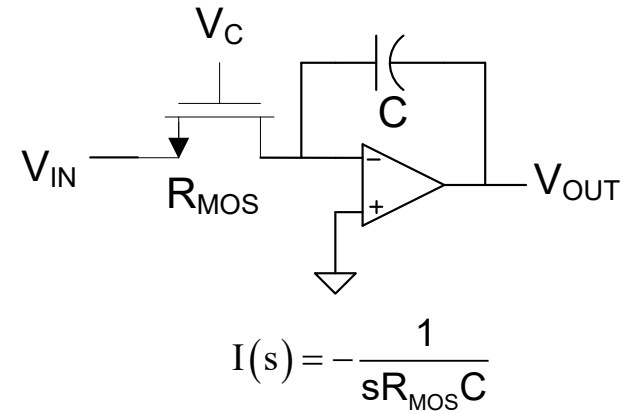 V_C
C
V_IN
R_MOS
−
+
V_OUT
I(s) = − 1 / sR_MOS C